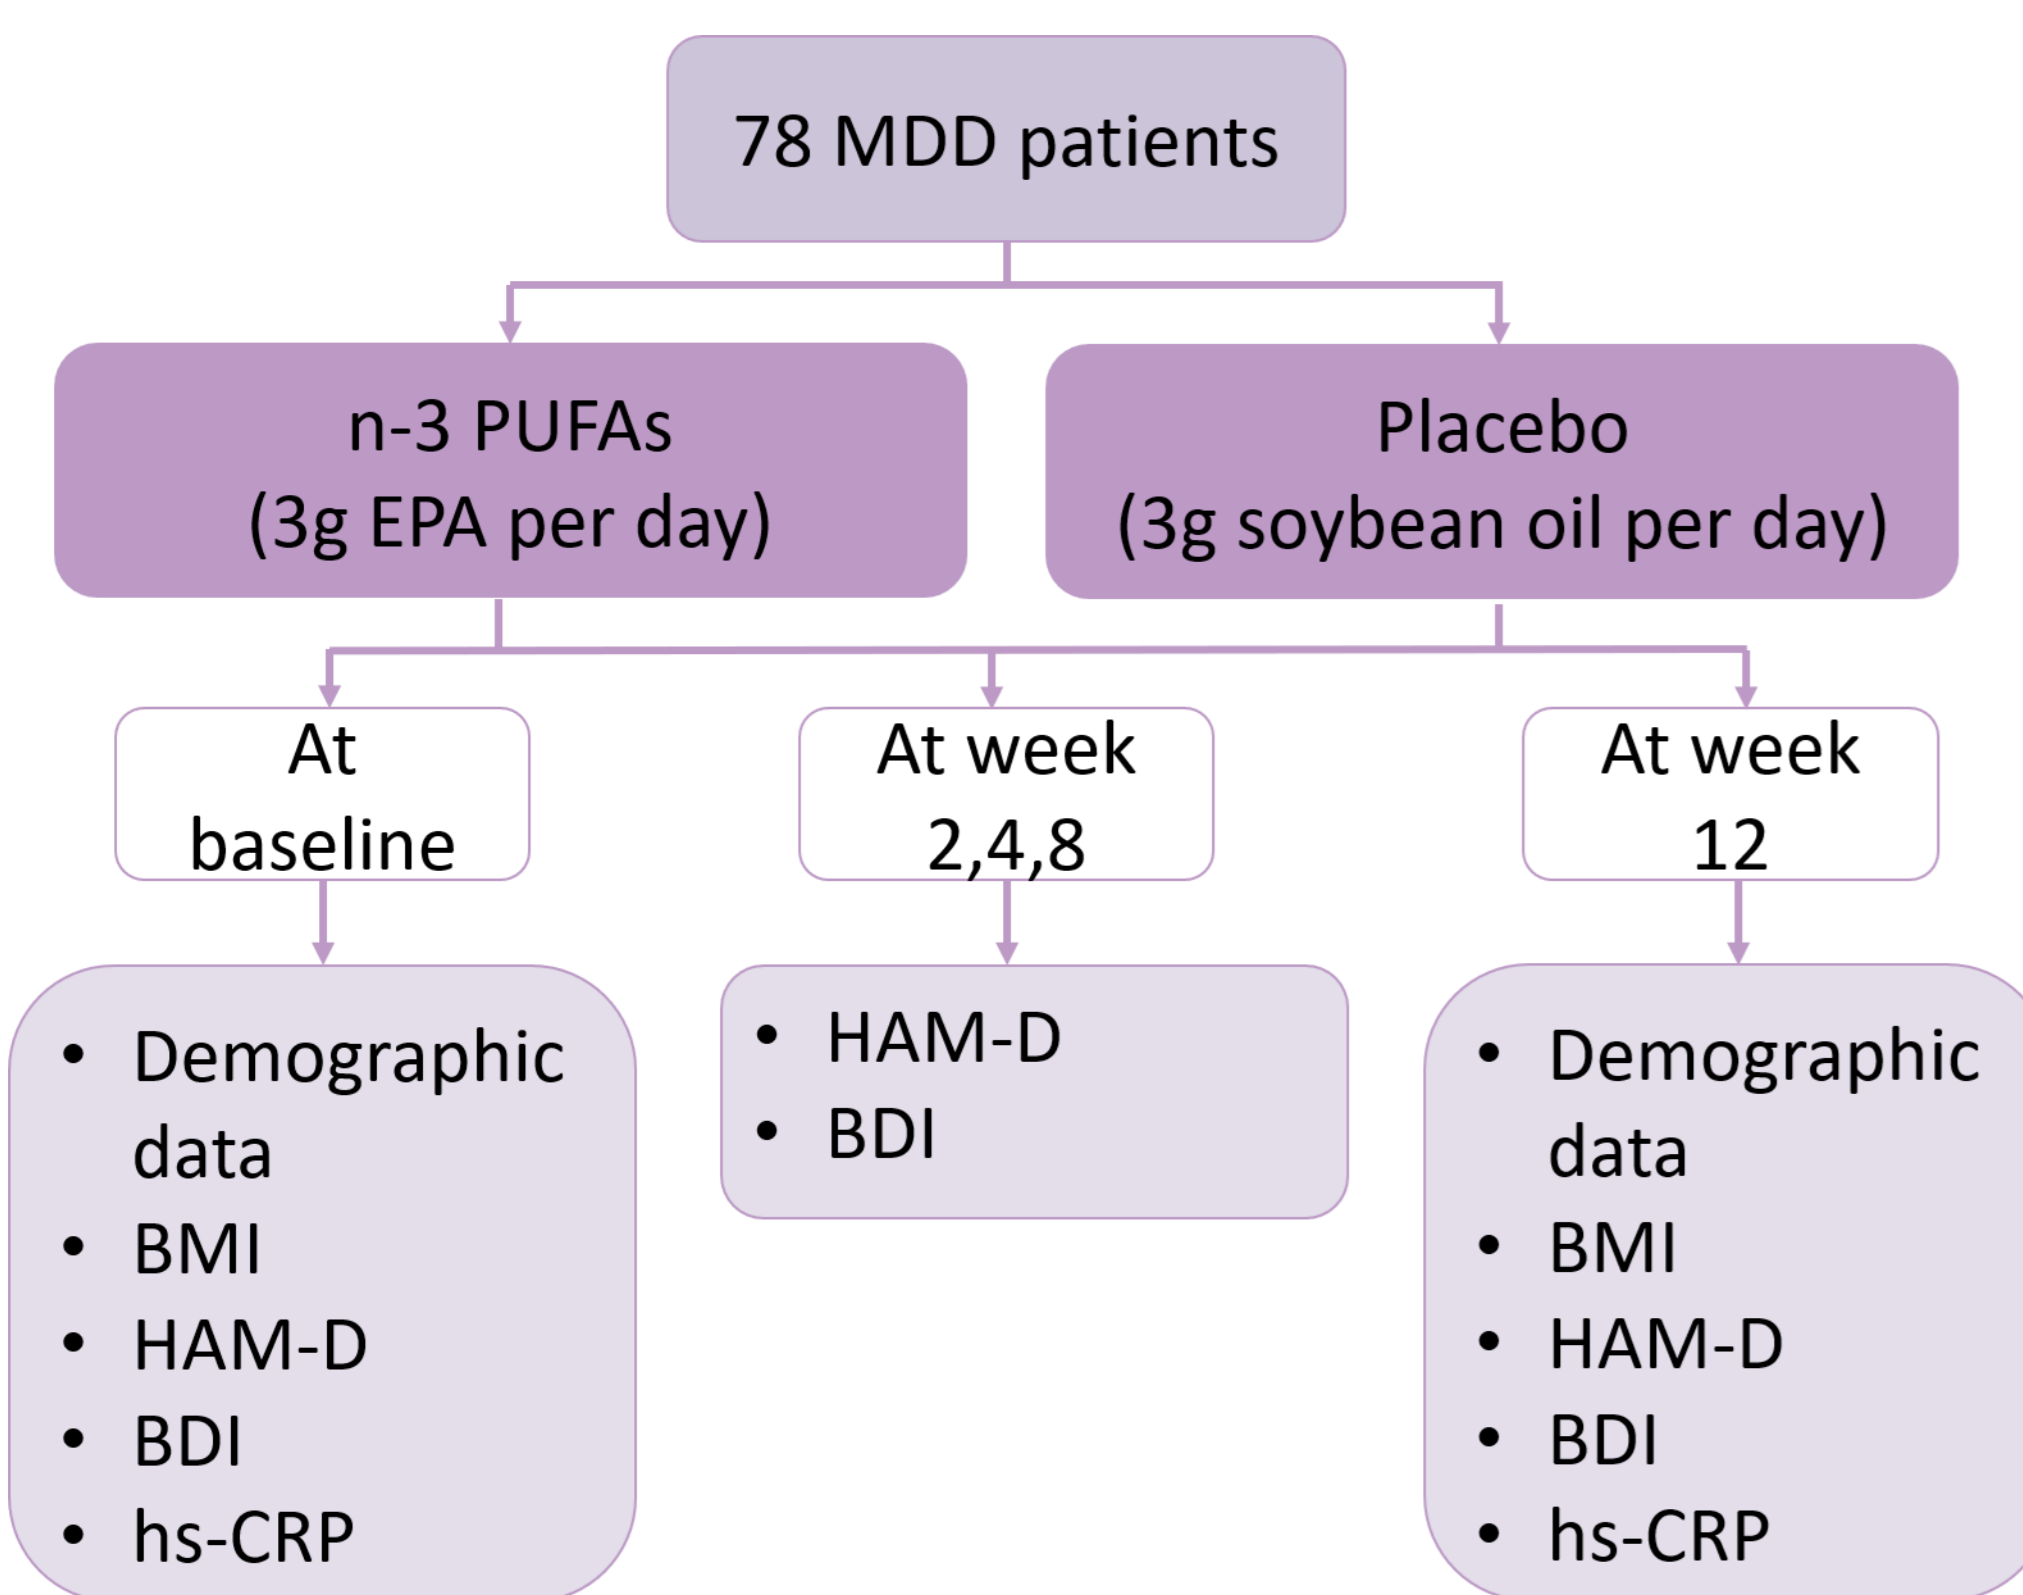 78 MDD patients
n-3 PUFAs
(3g EPA per day)
Placebo
(3g soybean oil per day)
At
baseline
At week
2,4,8
At week
12
• Demographic
data
• BMI
• HAM-D
• BDI
• hs-CRP
• HAM-D
• BDI
• Demographic
data
• BMI
• HAM-D
• BDI
• hs-CRP